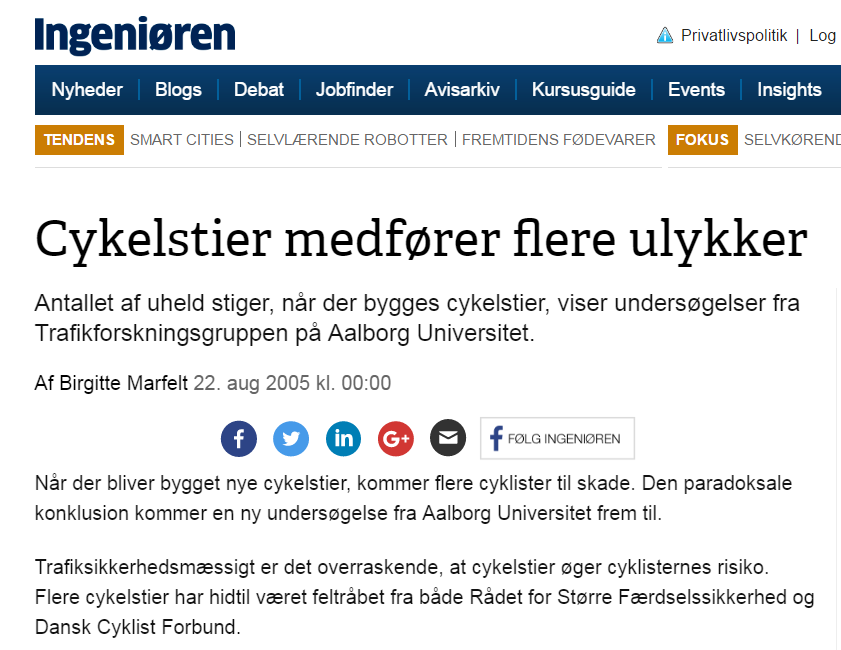 Ingeniøren
Privatlivspolitik | Log
Nyheder Blogs Debat Jobfinder Avisarkiv Kursusguide Events Insights
TENDENS SMART CITIES | SELVLÆRENDE ROBOTTER | FREMTIDENS FØDEVARER FOKUS SELVKØREND
Cykelstier medfører flere ulykker
Antallet af uheld stiger, når der bygges cykelstier, viser undersøgelser fra
Trafikforskningsgruppen på Aalborg Universitet.
Af Birgitte Marfelt 22. aug 2005 kl. 00:00
f in G+ f FØLG INGENIØREN
Når der bliver bygget nye cykelstier, kommer flere cyklister til skade. Den paradoksale
konklusion kommer en ny undersøgelse fra Aalborg Universitet frem til.
Trafiksikkerhedsmæssigt er det overraskende, at cykelstier øger cyklisternes risiko.
Flere cykelstier har hidtil været feltråbet fra både Rådet for Større Færdselssikkerhed og
Dansk Cyklist Forbund.